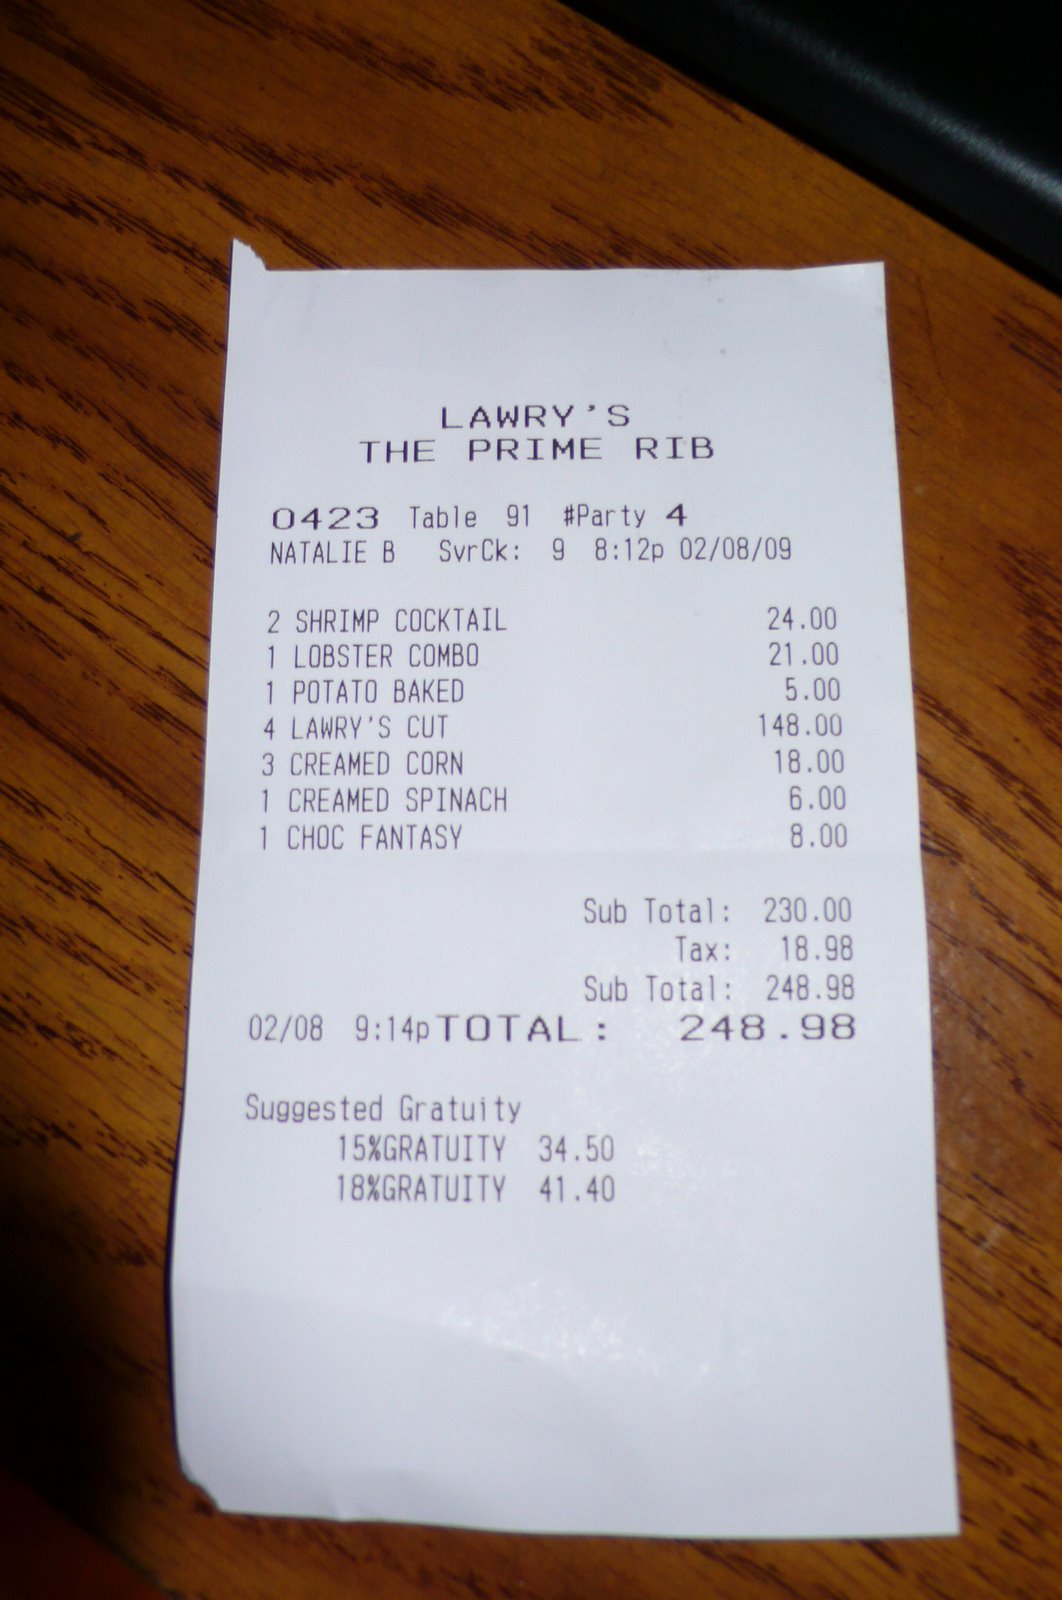 LAWRY'S
THE PRIME RIB
0423 Table 91 #Party 4
NATALIE B SvrCk: 9 8:12p 02/08/09
2 SHRIMP COCKTAIL 24.00
1 LOBSTER COMBO 21.00
1 POTATO BAKED 5.00
4 LAWRY'S CUT 148.00
3 CREAMED CORN 18.00
1 CREAMED SPINACH 6.00
1 CHOC FANTASY 8.00
Sub Total: 230.00
Tax: 18.98
Sub Total: 248.98
02/08 9:14p TOTAL: 248.98
Suggested Gratuity
15%GRATUITY 34.50
18%GRATUITY 41.40